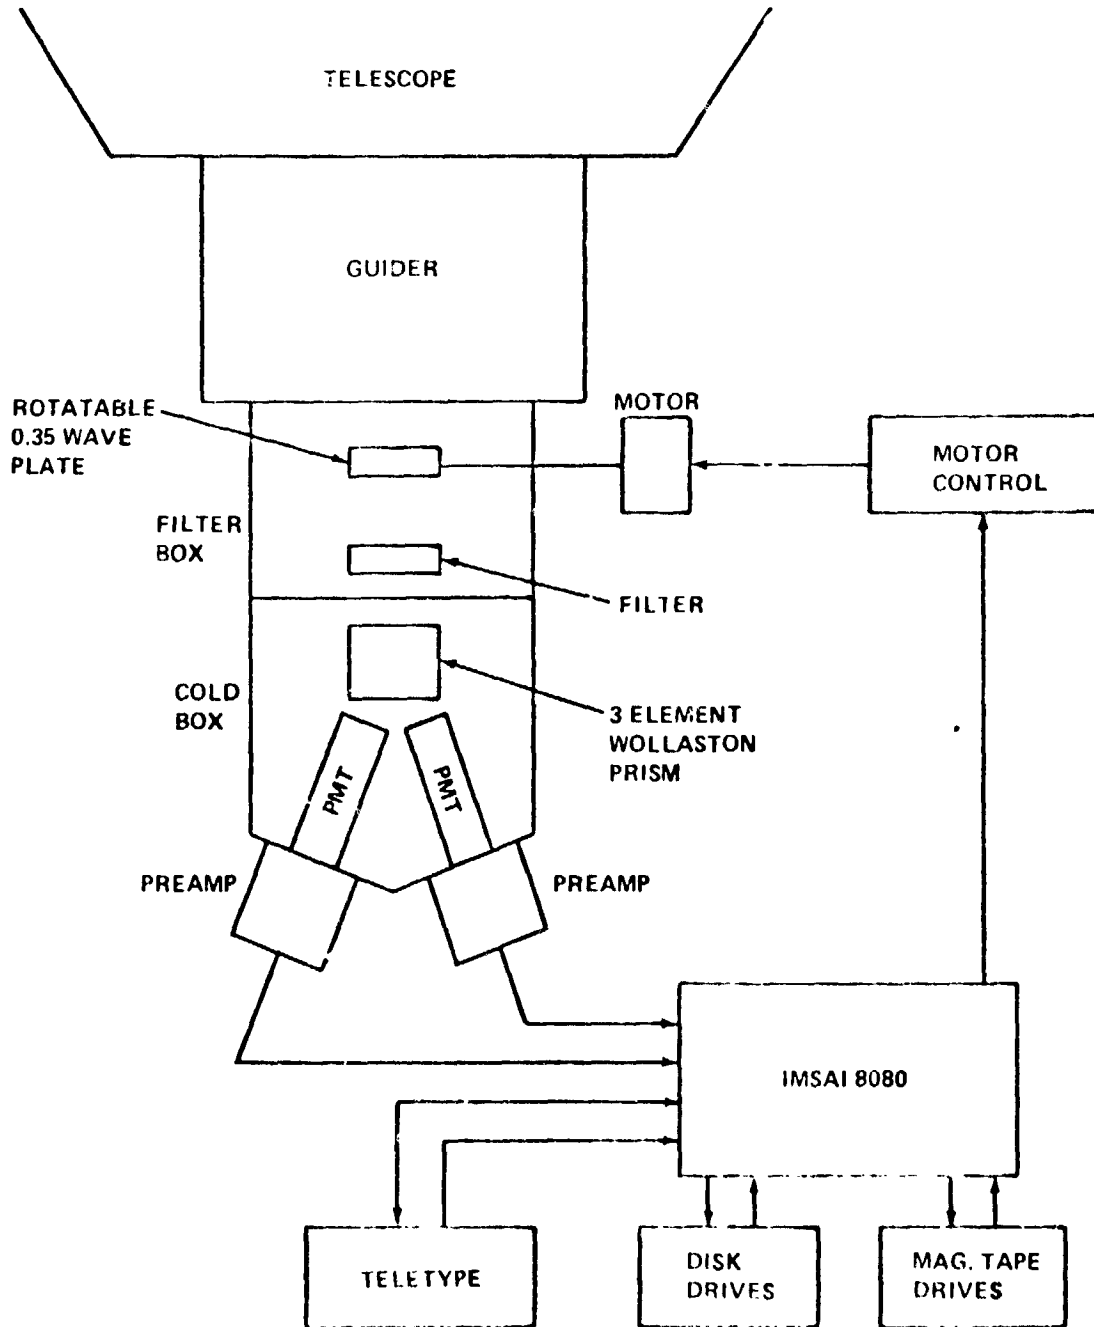 TELESCOPE
GUIDER
ROTATABLE
0.35 WAVE
PLATE
MOTOR
MOTOR
CONTROL
FILTER
BOX
FILTER
COLD
BOX
3 ELEMENT
WOLLASTON
PRISM
PMT
PMT
PREAMP
PREAMP
IMSAI 8080
TELETYPE
DISK
DRIVES
MAG. TAPE
DRIVES